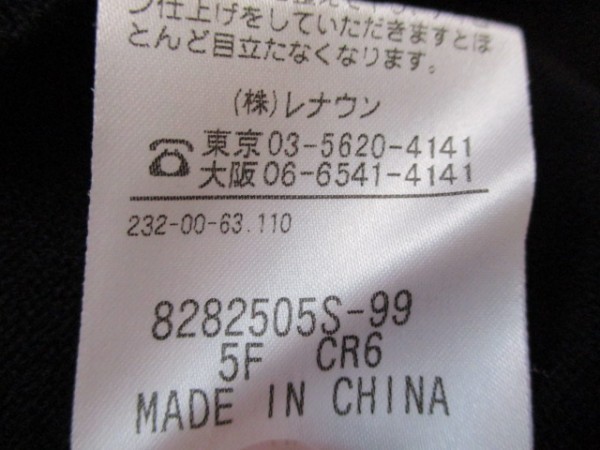 ン仕上げをしていただきますとほ
とんど目立たなくなります。
(株)レナウン
☎東京03-5620-4141
大阪06-6541-4141
232-00-63.110
8282505S-99
5F CR6
MADE IN CHINA